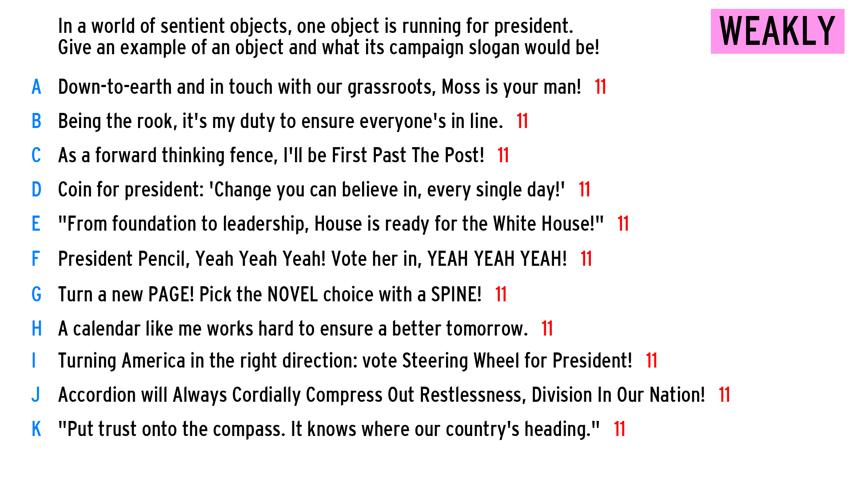 In a world of sentient objects, one object is running for president.
Give an example of an object and what its campaign slogan would be!
WEAKLY
A Down-to-earth and in touch with our grassroots, Moss is your man! 11
B Being the rook, it's my duty to ensure everyone's in line. 11
C As a forward thinking fence, I'll be First Past The Post! 11
D Coin for president: 'Change you can believe in, every single day!' 11
E "From foundation to leadership, House is ready for the White House!" 11
F President Pencil, Yeah Yeah Yeah! Vote her in, YEAH YEAH YEAH! 11
G Turn a new PAGE! Pick the NOVEL choice with a SPINE! 11
H A calendar like me works hard to ensure a better tomorrow. 11
I Turning America in the right direction: vote Steering Wheel for President! 11
J Accordion will Always Cordially Compress Out Restlessness, Division In Our Nation! 11
K "Put trust onto the compass. It knows where our country's heading." 11